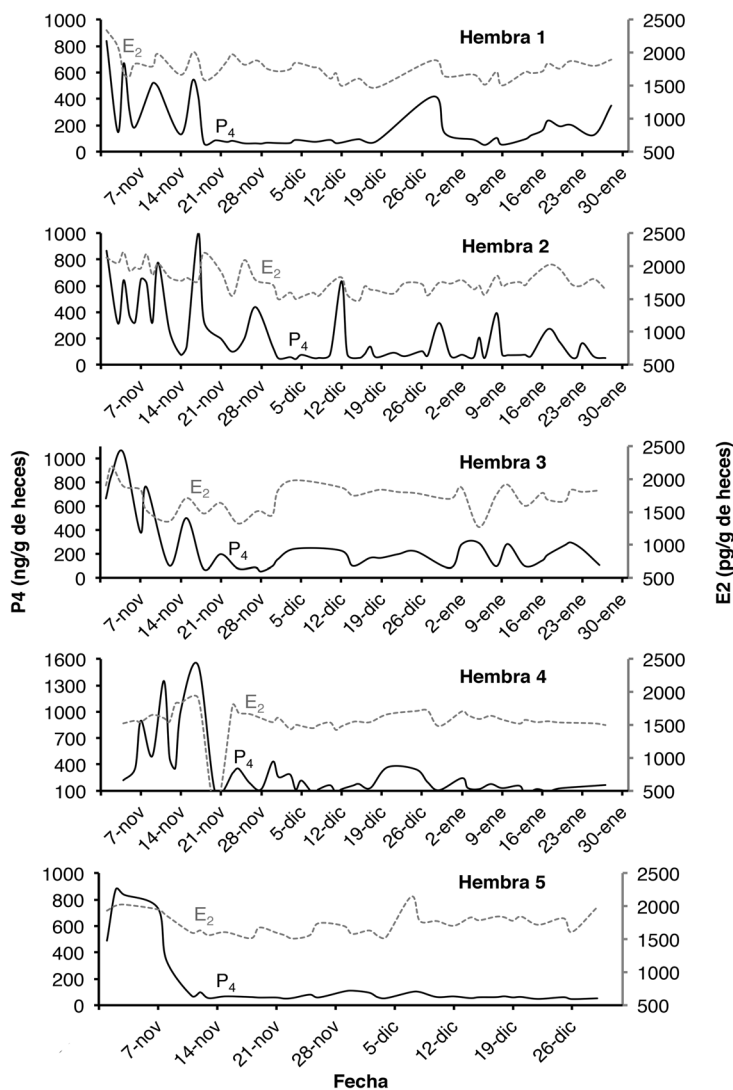 1000 2500
Hembra 1
E2
800 2000
600 1500
400
P4
200 1000
0 500
7-nov 14-nov 21-nov 28-nov 5-dic 12-dic 19-dic 26-dic 2-ene 9-ene 16-ene 23-ene 30-ene
1000 2500
Hembra 2
E2
800 2000
600 1500
400
P4
200 1000
0 500
7-nov 14-nov 21-nov 28-nov 5-dic 12-dic 19-dic 26-dic 2-ene 9-ene 16-ene 23-ene 30-ene
P4 (ng/g de heces)
E2 (pg/g de heces)
1000 2500
Hembra 3
E2
800 2000
600 1500
400
P4
200 1000
0 500
7-nov 14-nov 21-nov 28-nov 5-dic 12-dic 19-dic 26-dic 2-ene 9-ene 16-ene 23-ene 30-ene
1600 2500
Hembra 4
E2
1300 2000
1000 1500
700
P4
400 1000
100 500
7-nov 14-nov 21-nov 28-nov 5-dic 12-dic 19-dic 26-dic 2-ene 9-ene 16-ene 23-ene 30-ene
1000 2500
Hembra 5
E2
800 2000
600 1500
400
P4
200 1000
0 500
7-nov 14-nov 21-nov 28-nov 5-dic 12-dic 19-dic 26-dic
Fecha